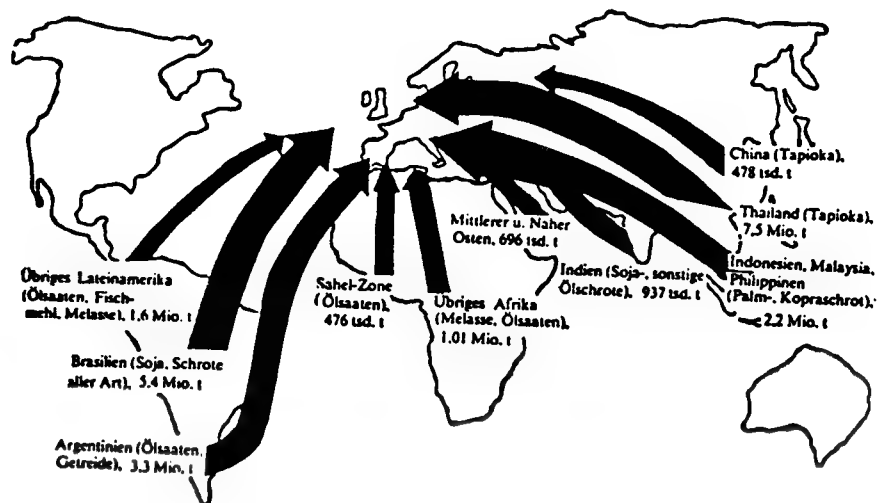 China (Tapioka),
478 tsd. t
Thailand (Tapioka),
7,5 Mio. t
Mittlerer u. Naher
Osten, 696 tsd. t
Indonesien, Malaysia,
Philippinen
(Palm-, Kopraschrot),
2,2 Mio. t
Indien (Soja-, sonstige
Ölschrote), 937 tsd. t
Übriges Lateinamerika
(Ölsaaten, Fisch-
mehl, Melasse), 1,6 Mio. t
Sahel-Zone
(Ölsaaten),
476 tsd. t
Übriges Afrika
(Melasse, Ölsaaten),
1.01 Mio. t
Brasilien (Soja, Schrote
aller Art), 5.4 Mio. t
Argentinien (Ölsaaten,
Getreide), 3.3 Mio. t